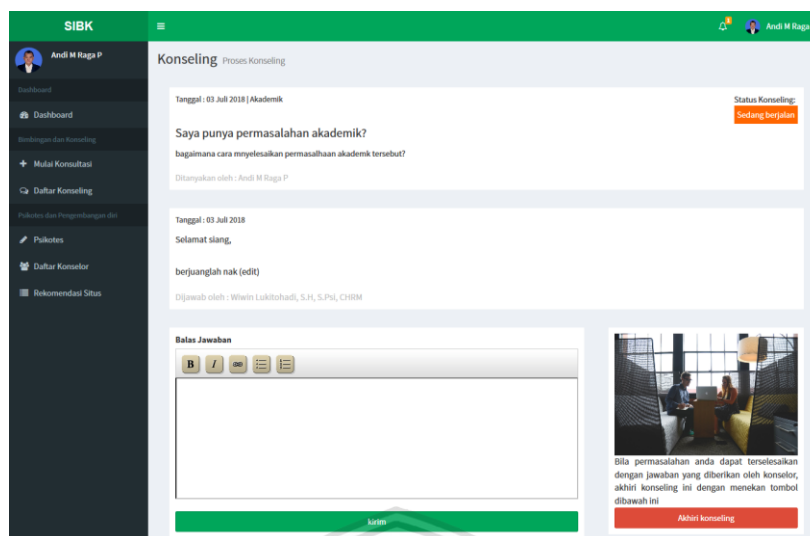 SIBK
1
Andi M Raga
Andi M Raga P
Dashboard
Dashboard
Bimbingan dan Konseling
Mulai Konsultasi
Daftar Konseling
Psikotes dan Pengembangan diri
Psikotes
Daftar Konselor
Rekomendasi Situs
Konseling Proses Konseling
Tanggal : 03 Juli 2018 | Akademik
Status Konseling:
Sedang berjalan
Saya punya permasalahan akademik?
bagaimana cara mnyelesaikan permasalhaan akademk tersebut?
Ditanyakan oleh : Andi M Raga P
Tanggal : 03 Juli 2018
Selamat siang,
berjuanglah nak (edit)
Dijawab oleh : Wiwin Lukitohadi, S.H, S.Psi, CHRM
Balas Jawaban
B I
kirim
Bila permasalahan anda dapat terselesaikan
dengan jawaban yang diberikan oleh konselor,
akhiri konseling ini dengan menekan tombol
dibawah ini
Akhiri konseling